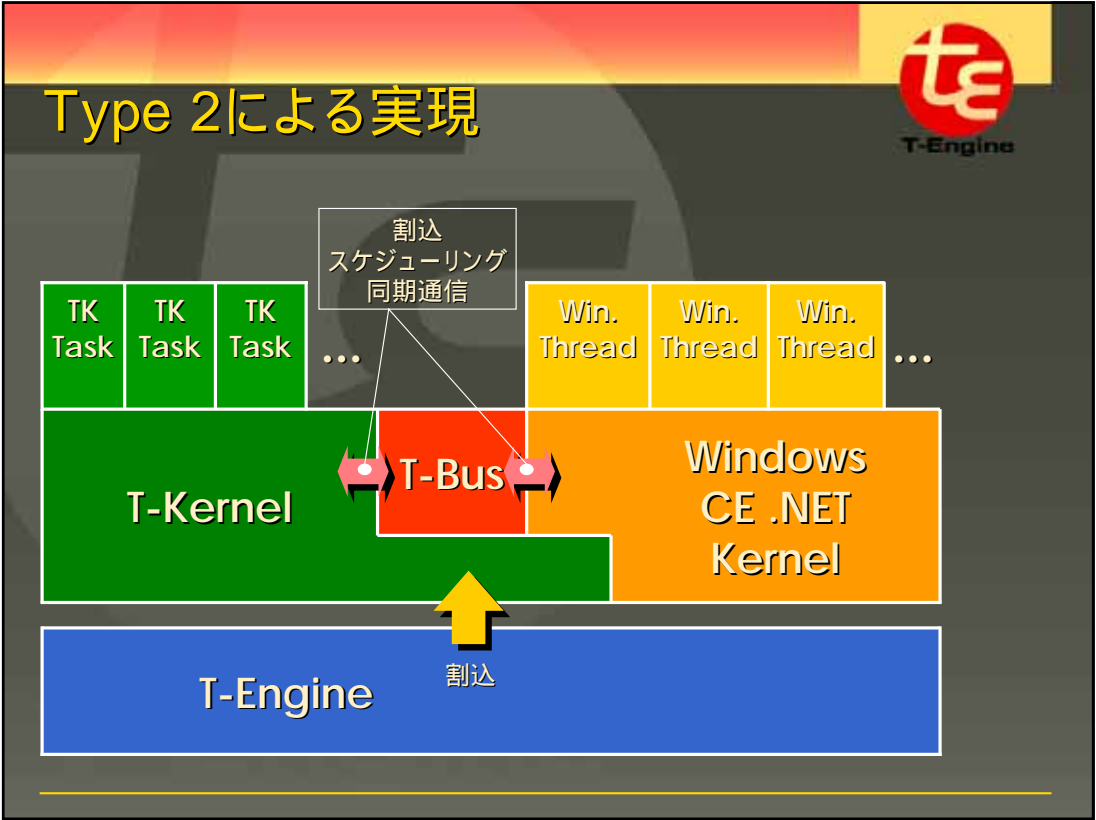 Type 2による実現
te
T-Engine
割込
スケジューリング
同期通信
TK
Task
TK
Task
TK
Task
...
Win.
Thread
Win.
Thread
Win.
Thread
...
T-Kernel
T-Bus
Windows
CE .NET
Kernel
T-Engine
割込